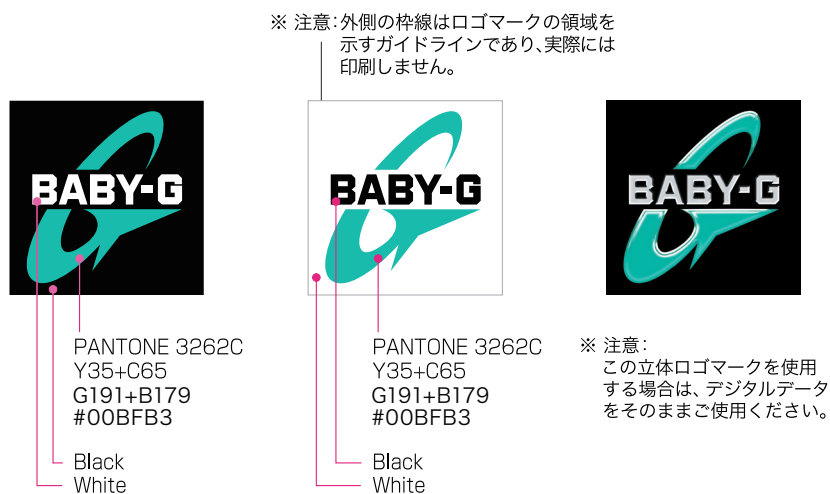 ※ 注意:外側の枠線はロゴマークの領域を
示すガイドラインであり、実際には
印刷しません。
BABY-G
BABY-G
BABY-G
PANTONE 3262C
Y35+C65
G191+B179
#00BFB3
Black
White
PANTONE 3262C
Y35+C65
G191+B179
#00BFB3
Black
White
※ 注意:
この立体ロゴマークを使用
する場合は、デジタルデータ
をそのままご使用ください。